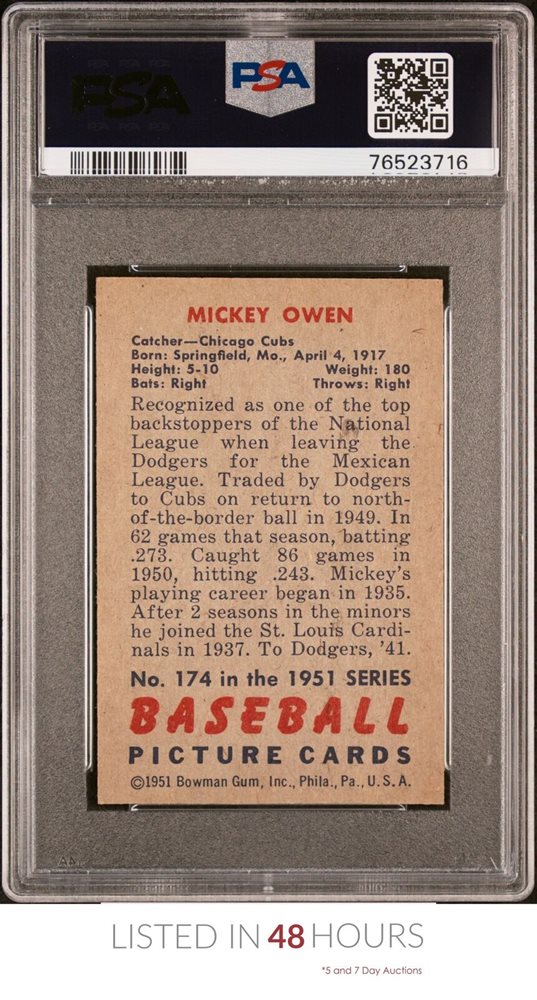 PSA
PSA
76523716
MICKEY OWEN
Catcher—Chicago Cubs
Born: Springfield, Mo., April 4, 1917
Height: 5-10 Weight: 180
Bats: Right Throws: Right
Recognized as one of the top
backstoppers of the National
League when leaving the
Dodgers for the Mexican
League. Traded by Dodgers
to Cubs on return to north-
of-the-border ball in 1949. In
62 games that season, batting
.273. Caught 86 games in
1950, hitting .243. Mickey's
playing career began in 1935.
After 2 seasons in the minors
he joined the St. Louis Cardi-
nals in 1937. To Dodgers, '41.
No. 174 in the 1951 SERIES
BASEBALL
PICTURE CARDS
©1951 Bowman Gum, Inc., Phila., Pa., U.S.A.
LISTED IN 48 HOURS
*5 and 7 Day Auctions